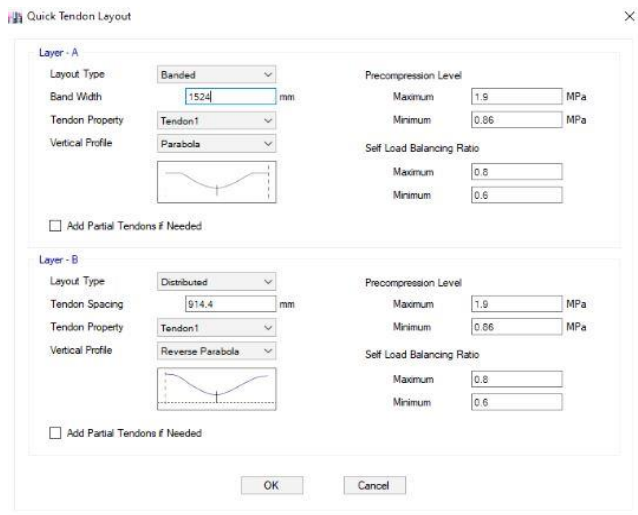 Quick Tendon Layout
Layer - A
Layout Type Banded
Band Width 1524 mm
Tendon Property Tendon1
Vertical Profile Parabola
Precompression Level
Maximum 1.9 MPa
Minimum 0.86 MPa
Self Load Balancing Ratio
Maximum 0.8
Minimum 0.6
Add Partial Tendons if Needed
Layer - B
Layout Type Distributed
Tendon Spacing 914.4 mm
Tendon Property Tendon1
Vertical Profile Reverse Parabola
Precompression Level
Maximum 1.9 MPa
Minimum 0.86 MPa
Self Load Balancing Ratio
Maximum 0.8
Minimum 0.6
Add Partial Tendons if Needed
OK Cancel